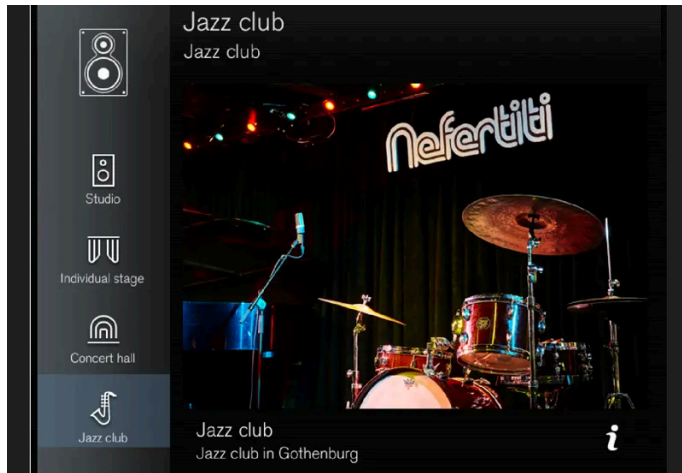 Jazz club
Jazz club
Nefertiti
Studio
Individual stage
Concert hall
Jazz club
Jazz club
Jazz club in Gothenburg
i